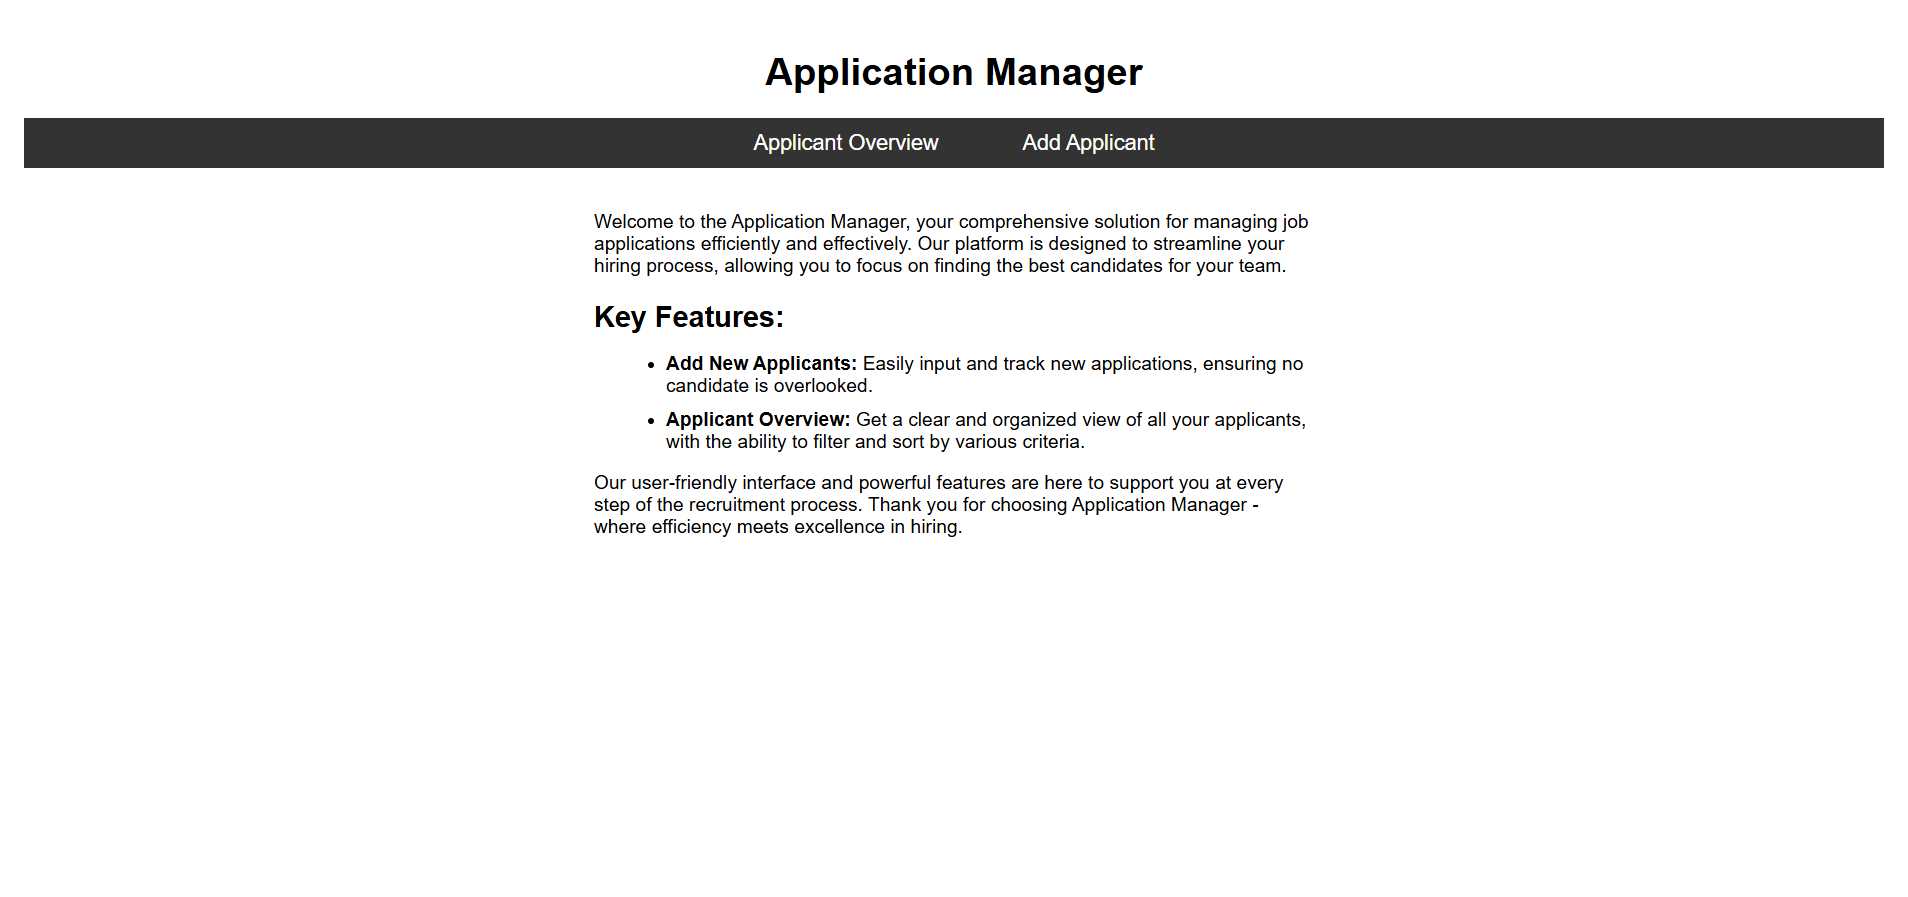 Application Manager
Applicant Overview
Add Applicant
Welcome to the Application Manager, your comprehensive solution for managing job
applications efficiently and effectively. Our platform is designed to streamline your
hiring process, allowing you to focus on finding the best candidates for your team.
Key Features:
• Add New Applicants: Easily input and track new applications, ensuring no
candidate is overlooked.
• Applicant Overview: Get a clear and organized view of all your applicants,
with the ability to filter and sort by various criteria.
Our user-friendly interface and powerful features are here to support you at every
step of the recruitment process. Thank you for choosing Application Manager -
where efficiency meets excellence in hiring.